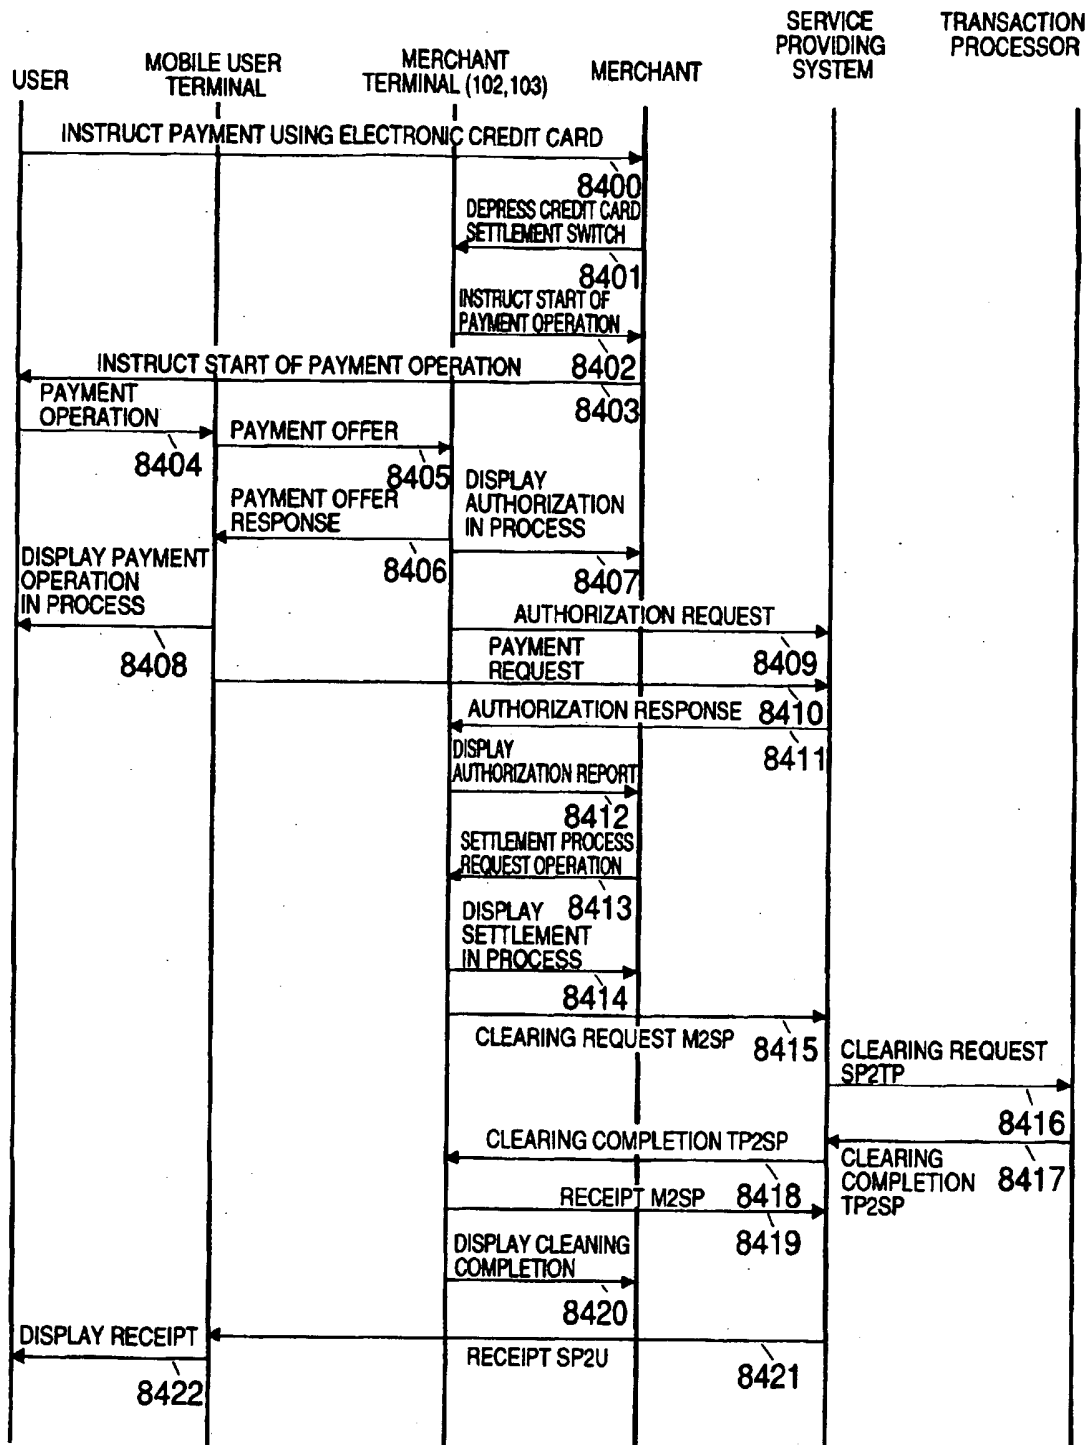 USER
MOBILE USER
TERMINAL
MERCHANT
TERMINAL (102,103)
MERCHANT
SERVICE
PROVIDING
SYSTEM
TRANSACTION
PROCESSOR
INSTRUCT PAYMENT USING ELECTRONIC CREDIT CARD
8400
DEPRESS CREDIT CARD
SETTLEMENT SWITCH
8401
INSTRUCT START OF
PAYMENT OPERATION
8402
INSTRUCT START OF PAYMENT OPERATION
8403
PAYMENT
OPERATION
8404
PAYMENT OFFER
8405
PAYMENT OFFER
RESPONSE
8406
DISPLAY
AUTHORIZATION
IN PROCESS
8407
DISPLAY PAYMENT
OPERATION
IN PROCESS
8408
AUTHORIZATION REQUEST
8409
PAYMENT
REQUEST
8410
AUTHORIZATION RESPONSE
8411
DISPLAY
AUTHORIZATION REPORT
8412
SETTLEMENT PROCESS
REQUEST OPERATION
8413
DISPLAY
SETTLEMENT
IN PROCESS
8414
CLEARING REQUEST M2SP
8415
CLEARING REQUEST
SP2TP
8416
CLEARING
COMPLETION
TP2SP
8417
CLEARING COMPLETION TP2SP
8418
RECEIPT M2SP
8419
DISPLAY CLEANING
COMPLETION
8420
RECEIPT SP2U
8421
DISPLAY RECEIPT
8422